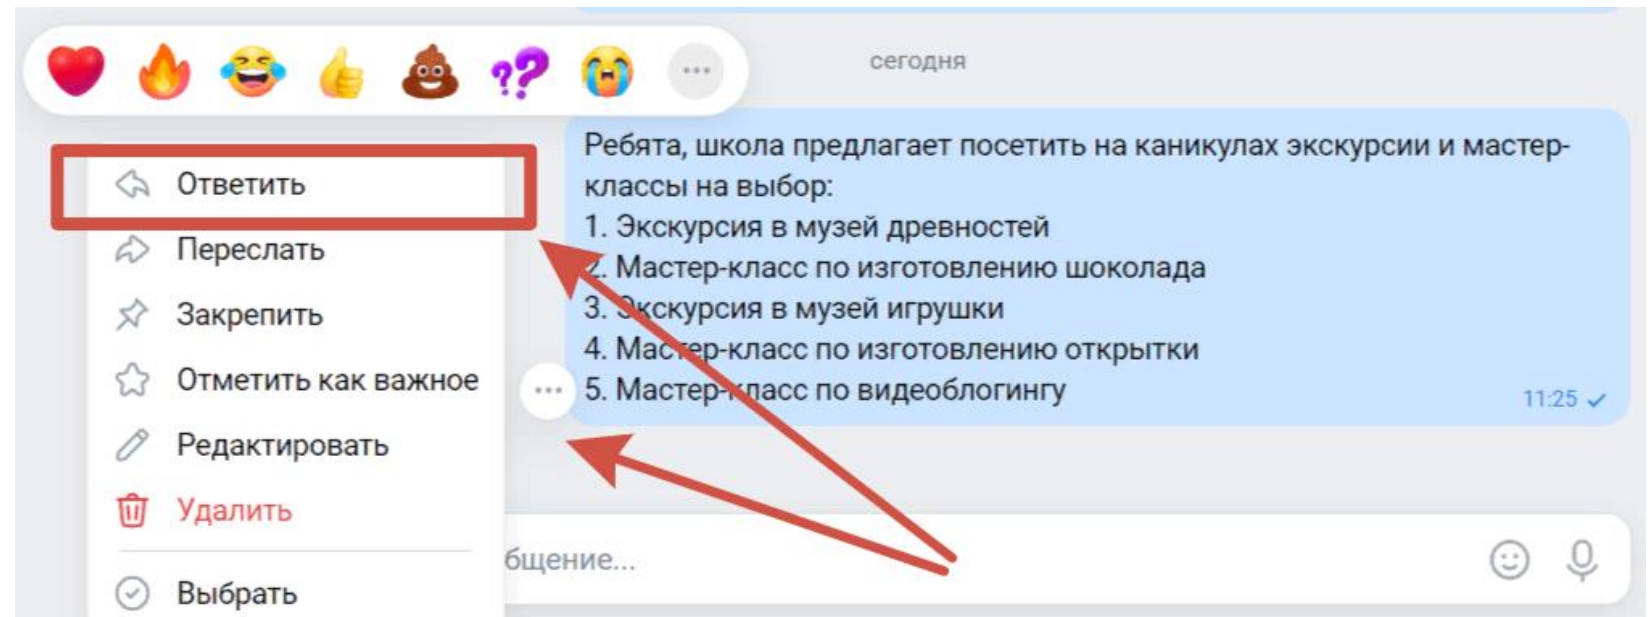 сегодня
Ребята, школа предлагает посетить на каникулах экскурсии и мастер-
классы на выбор:
1. Экскурсия в музей древностей
2. Мастер-класс по изготовлению шоколада
3. Экскурсия в музей игрушки
4. Мастер-класс по изготовлению открытки
5. Мастер-класс по видеоблогингу
11:25
Ответить
Переслать
Закрепить
Отметить как важное
Редактировать
Удалить
Выбрать
бщение...